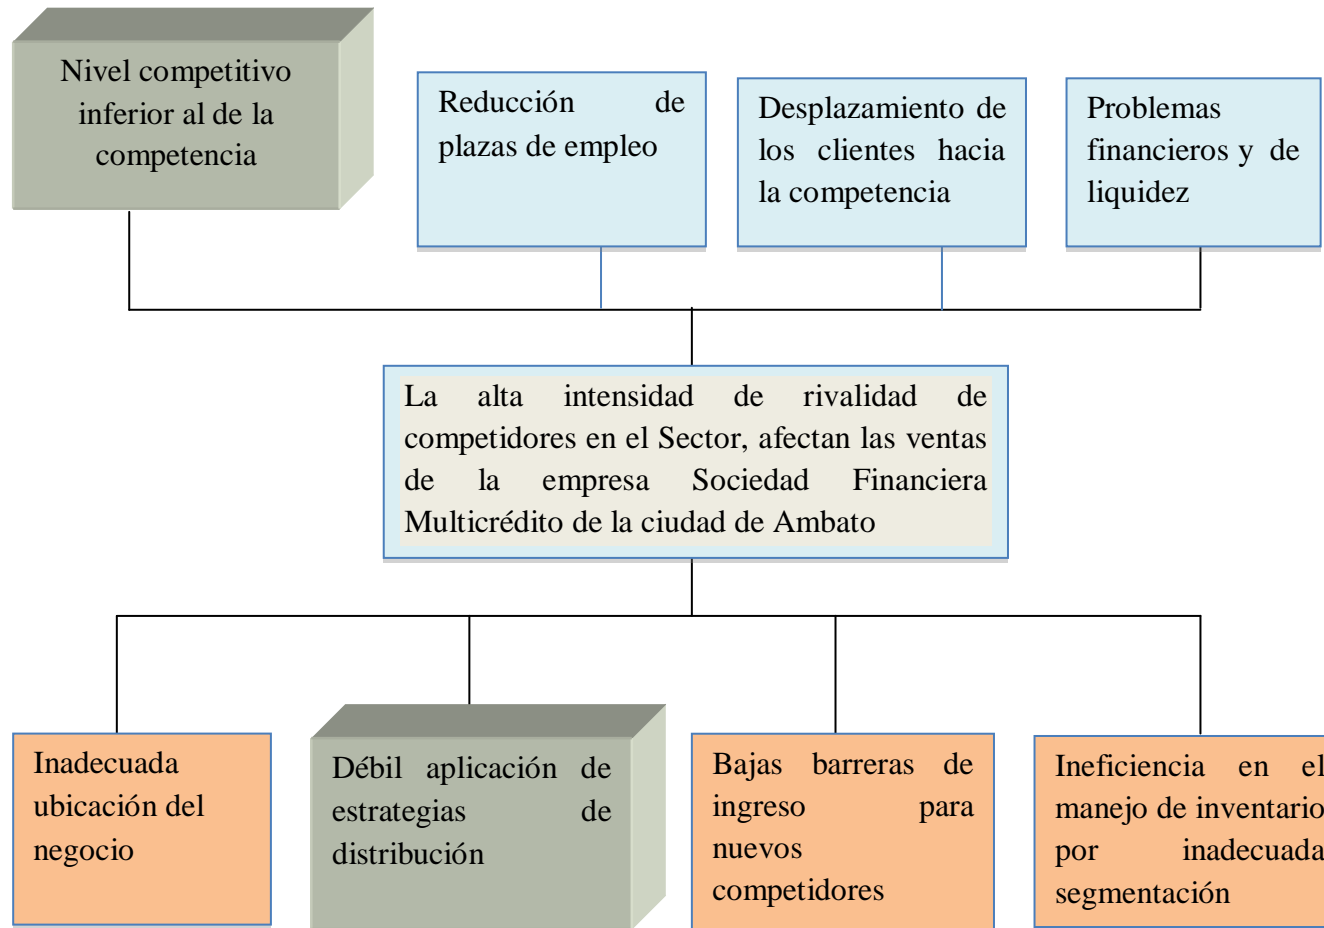 Nivel competitivo
inferior al de la
competencia
Reducción de
plazas de empleo
Desplazamiento de
los clientes hacia
la competencia
Problemas
financieros y de
liquidez
La alta intensidad de rivalidad de
competidores en el Sector, afectan las ventas
de la empresa Sociedad Financiera
Multicrédito de la ciudad de Ambato
Inadecuada
ubicación del
negocio
Débil aplicación de
estrategias de
distribución
Bajas barreras de
ingreso para
nuevos
competidores
Ineficiencia en el
manejo de inventario
por inadecuada
segmentación